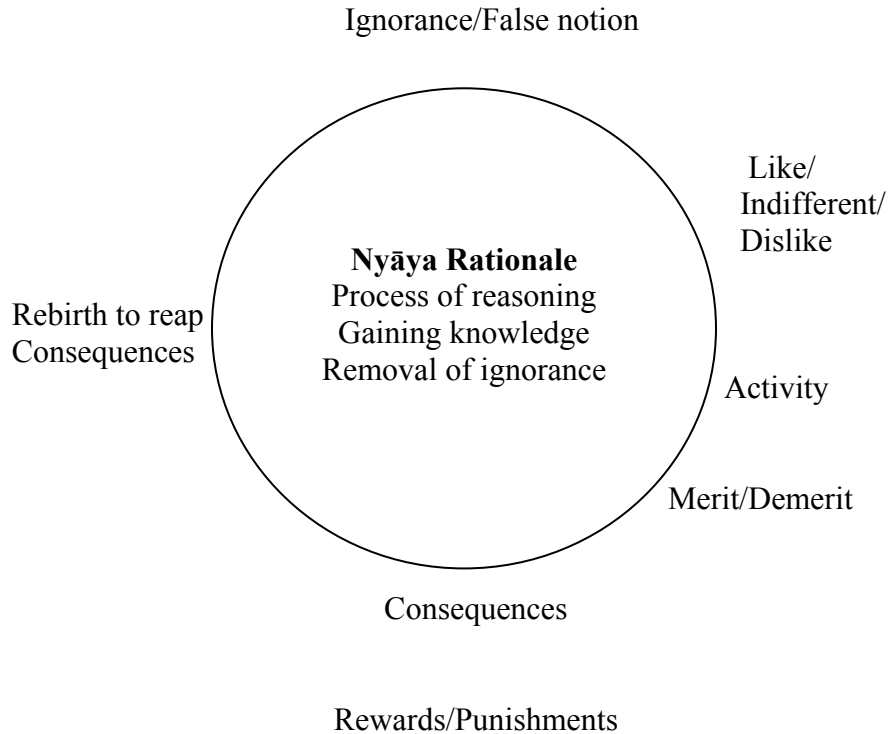 Ignorance/False notion
Like/
Indifferent/
Dislike
Nyāya Rationale
Process of reasoning
Gaining knowledge
Removal of ignorance
Rebirth to reap
Consequences
Activity
Merit/Demerit
Consequences
Rewards/Punishments